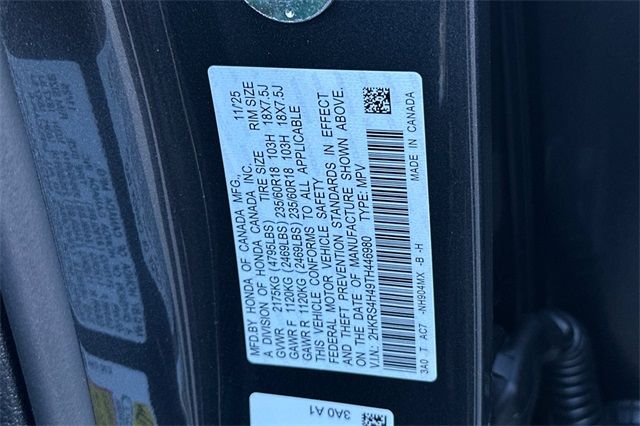 MFD.BY HONDA OF CANADA MFG., 11/25
A DIVISION OF HONDA CANADA INC.
TIRE SIZE RIM SIZE
GVWR 2175KG (4795LBS)
GAWR F 1120KG (2469LBS) 235/60R18 103H 18X7.5J
GAWR R 1120KG (2469LBS) 235/60R18 103H 18X7.5J
THIS VEHICLE CONFORMS TO ALL APPLICABLE
FEDERAL MOTOR VEHICLE SAFETY
AND THEFT PREVENTION STANDARDS IN EFFECT
ON THE DATE OF MANUFACTURE SHOWN ABOVE.
V.I.N.: 2HKRS4H49TH446980 TYPE: MPV
3A0 T AC7 -NH904MX -B -H MADE IN CANADA
3A0 A1